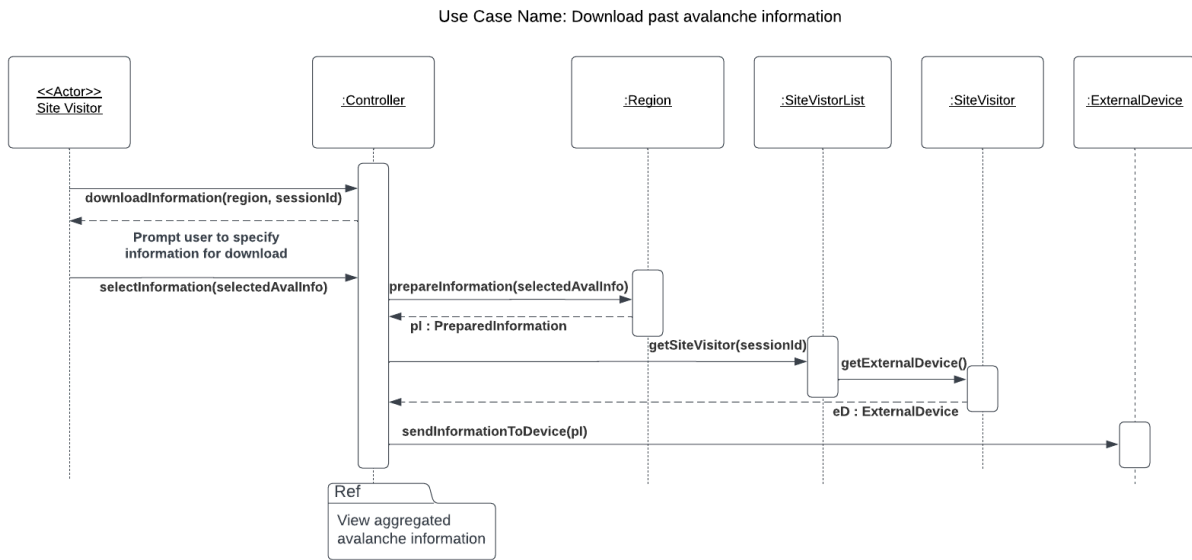 Use Case Name: Download past avalanche information
<<Actor>>
Site Visitor
:Controller
:Region
:SiteVistorList
:SiteVisitor
:ExternalDevice
downloadInformation(region, sessionId)
Prompt user to specify
information for download
selectInformation(selectedAvalInfo)
prepareInformation(selectedAvalInfo)
pI : PreparedInformation
getSiteVisitor(sessionId)
getExternalDevice()
eD : ExternalDevice
sendInformationToDevice(pI)
Ref
View aggregated
avalanche information